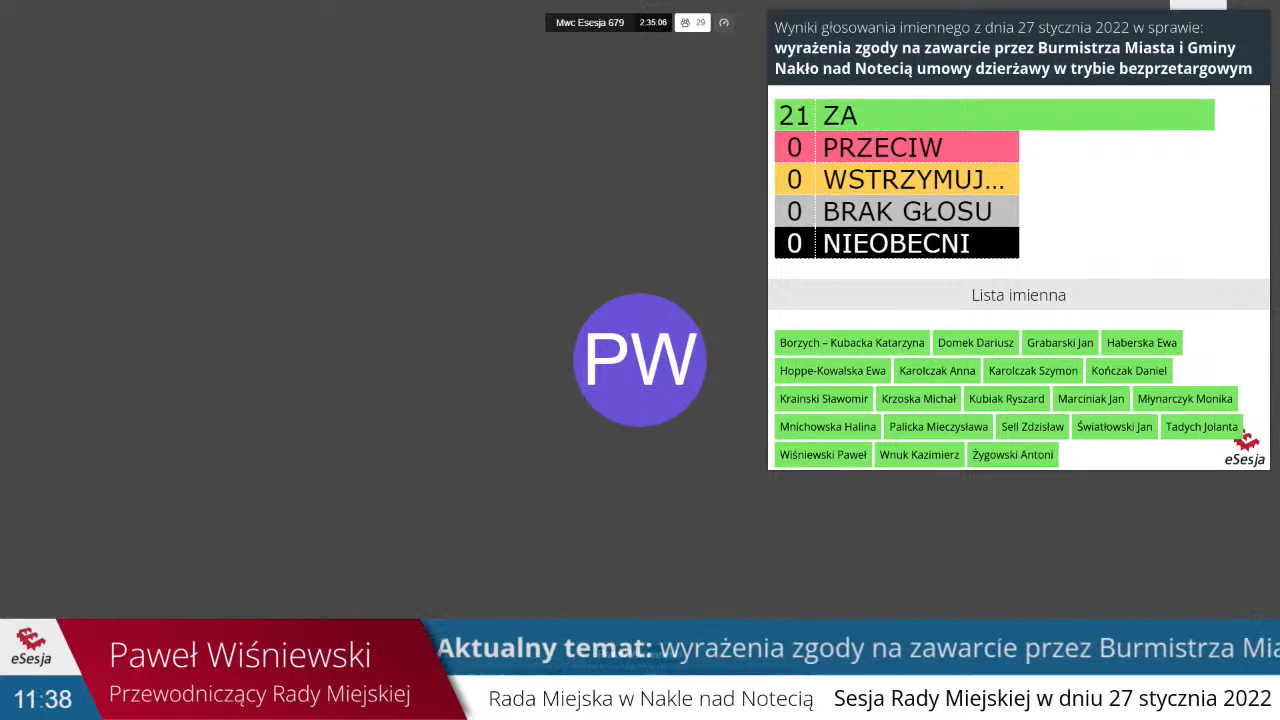 Mwc Esesja 679 2:35:06 29
Wyniki głosowania imiennego z dnia 27 stycznia 2022 w sprawie:
wyrażenia zgody na zawarcie przez Burmistrza Miasta i Gminy
Nakło nad Notecią umowy dzierżawy w trybie bezprzetargowym
21 ZA
0 PRZECIW
0 WSTRZYMUJ...
0 BRAK GŁOSU
0 NIEOBECNI
Lista imienna
Borzych – Kubacka Katarzyna Domek Dariusz Grabarski Jan Haberska Ewa
Hoppe-Kowalska Ewa Karolczak Anna Karolczak Szymon Kończak Daniel
Krainski Sławomir Krzoska Michał Kubiak Ryszard Marciniak Jan Młynarczyk Monika
Mnichowska Halina Palicka Mieczysława Sell Zdzisław Światłowski Jan Tadych Jolanta
Wiśniewski Paweł Wnuk Kazimierz Żygowski Antoni
eSesja
PW
eSesja
Paweł Wiśniewski
Przewodniczący Rady Miejskiej
Aktualny temat: wyrażenia zgody na zawarcie przez Burmistrza Mia
11:38
Rada Miejska w Nakle nad Notecią Sesja Rady Miejskiej w dniu 27 stycznia 2022